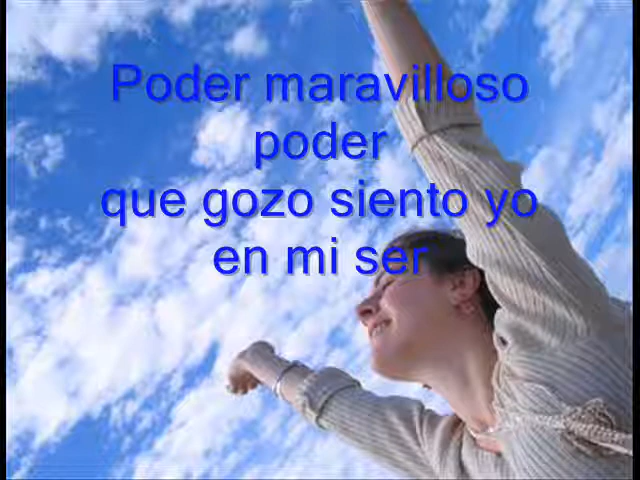 Poder maravilloso
poder
que gozo siento yo
en mi ser